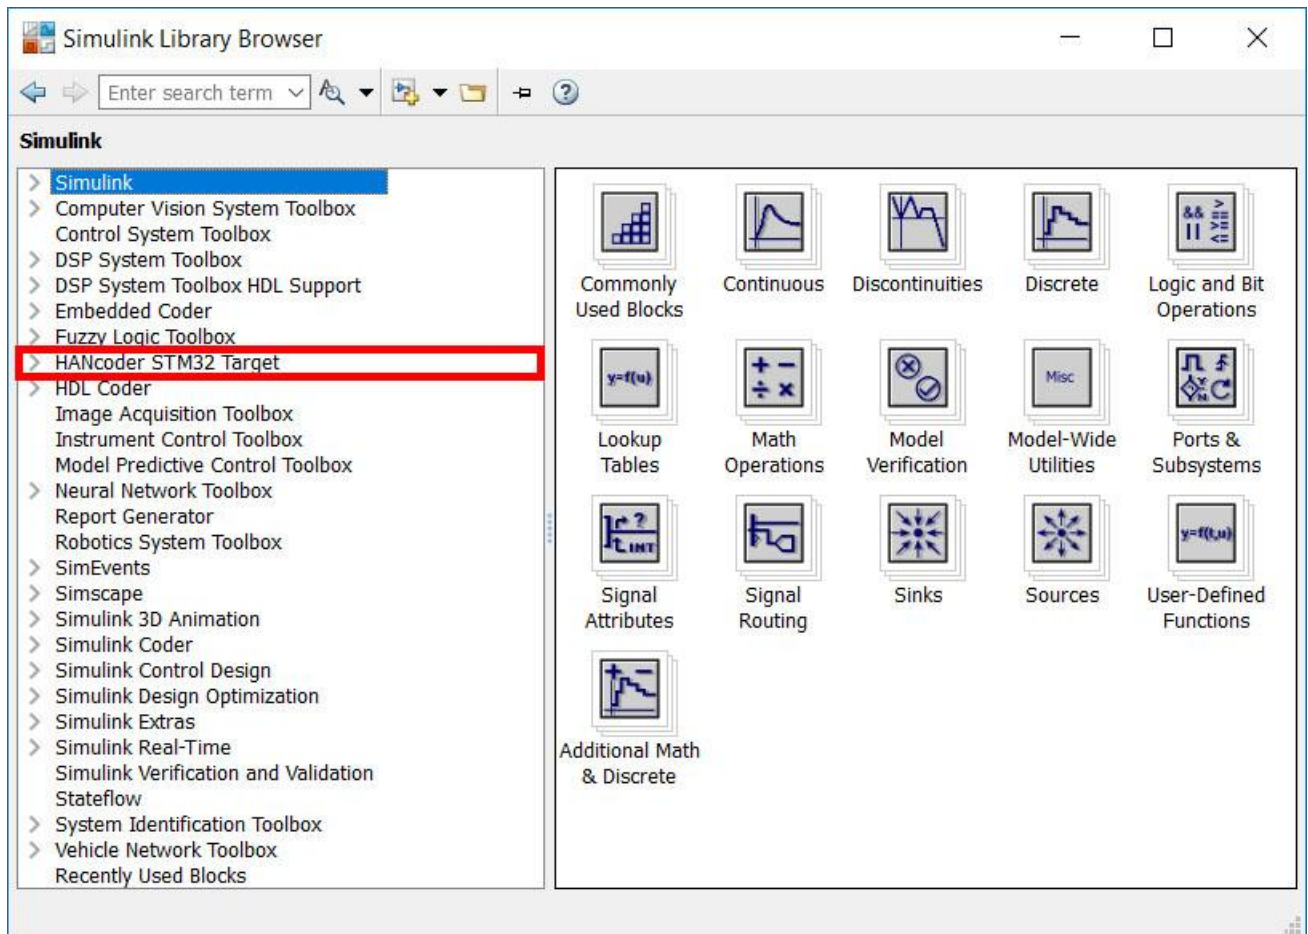 Simulink Library Browser
Enter search term
Simulink
Simulink
Computer Vision System Toolbox
Control System Toolbox
DSP System Toolbox
DSP System Toolbox HDL Support
Embedded Coder
Fuzzy Logic Toolbox
HANcoder STM32 Target
HDL Coder
Image Acquisition Toolbox
Instrument Control Toolbox
Model Predictive Control Toolbox
Neural Network Toolbox
Report Generator
Robotics System Toolbox
SimEvents
Simscape
Simulink 3D Animation
Simulink Coder
Simulink Control Design
Simulink Design Optimization
Simulink Extras
Simulink Real-Time
Simulink Verification and Validation
Stateflow
System Identification Toolbox
Vehicle Network Toolbox
Recently Used Blocks
&& >
== 
|| >=
<=
Commonly Continuous Discontinuities Discrete Logic and Bit
Used Blocks Operations
y=f(u) + − Misc
÷ ×
Lookup Math Model Model-Wide Ports &
Tables Operations Verification Utilities Subsystems
? y=f(t,u)
INT
Signal Signal Sinks Sources User-Defined
Attributes Routing Functions
+ −
Additional Math
& Discrete